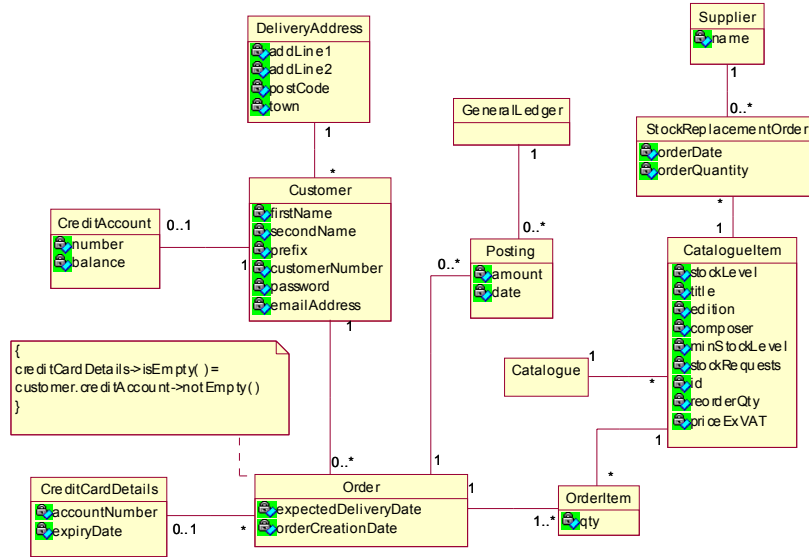 DeliveryAddress
addLine1
addLine2
postCode
town
1
*
Supplier
name
1
0..*
GeneralLedger
1
0..*
StockReplacementOrder
orderDate
orderQuantity
*
1
Customer
firstName
secondName
prefix
customerNumber
password
emailAddress
1
0..*
CreditAccount
number
balance
0..1
1
Posting
amount
date
0..*
1
CatalogueItem
stockLevel
title
edition
composer
minStockLevel
stockRequests
id
reorderQty
priceExVAT
1
*
Catalogue
1
*
{
creditCardDetails->isEmpty( ) =
customer.creditAccount->notEmpty( )
}
CreditCardDetails
accountNumber
expiryDate
0..1
*
Order
expectedDeliveryDate
orderCreationDate
1
1..*
OrderItem
qty